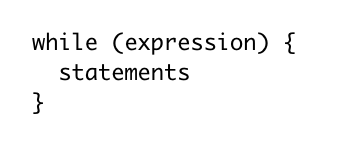 while (expression) {
  statements
}